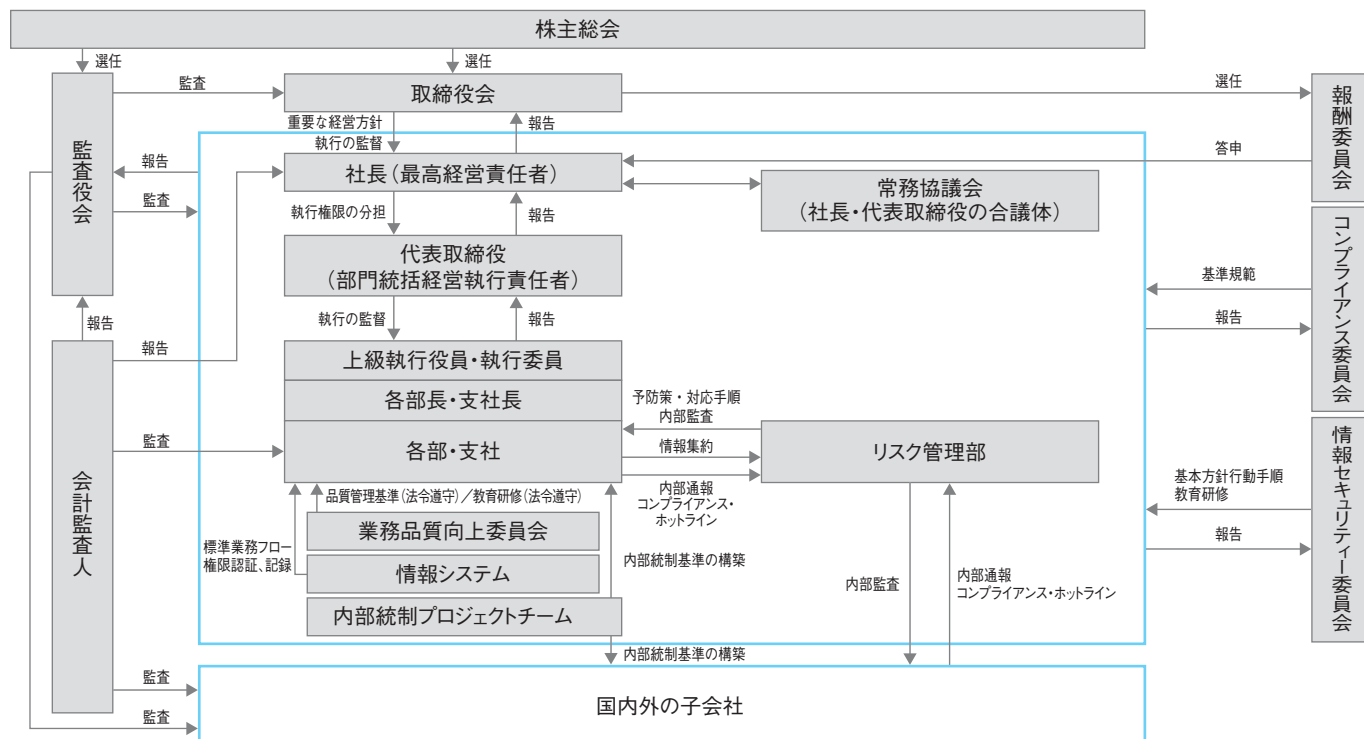 株主総会
選任
選任
監査
取締役会
選任
重要な経営方針
執行の監督
報告
報酬委員会
監査役会
報告
社長(最高経営責任者)
答申
監査
執行権限の分担
報告
常務協議会
(社長・代表取締役の合議体)
代表取締役
(部門統括経営執行責任者)
コンプライアンス委員会
基準規範
報告
執行の監督
報告
報告
報告
上級執行役員・執行委員
各部長・支社長
予防策・対応手順
内部監査
会計監査人
監査
各部・支社
情報集約
リスク管理部
情報セキュリティー委員会
内部通報
コンプライアンス・
ホットライン
基本方針行動手順
教育研修
報告
品質管理基準(法令遵守)/教育研修(法令遵守)
業務品質向上委員会
標準業務フロー
権限認証、記録
情報システム
内部統制基準の構築
内部監査
内部通報
コンプライアンス・ホットライン
内部統制プロジェクトチーム
内部統制基準の構築
監査
国内外の子会社
監査